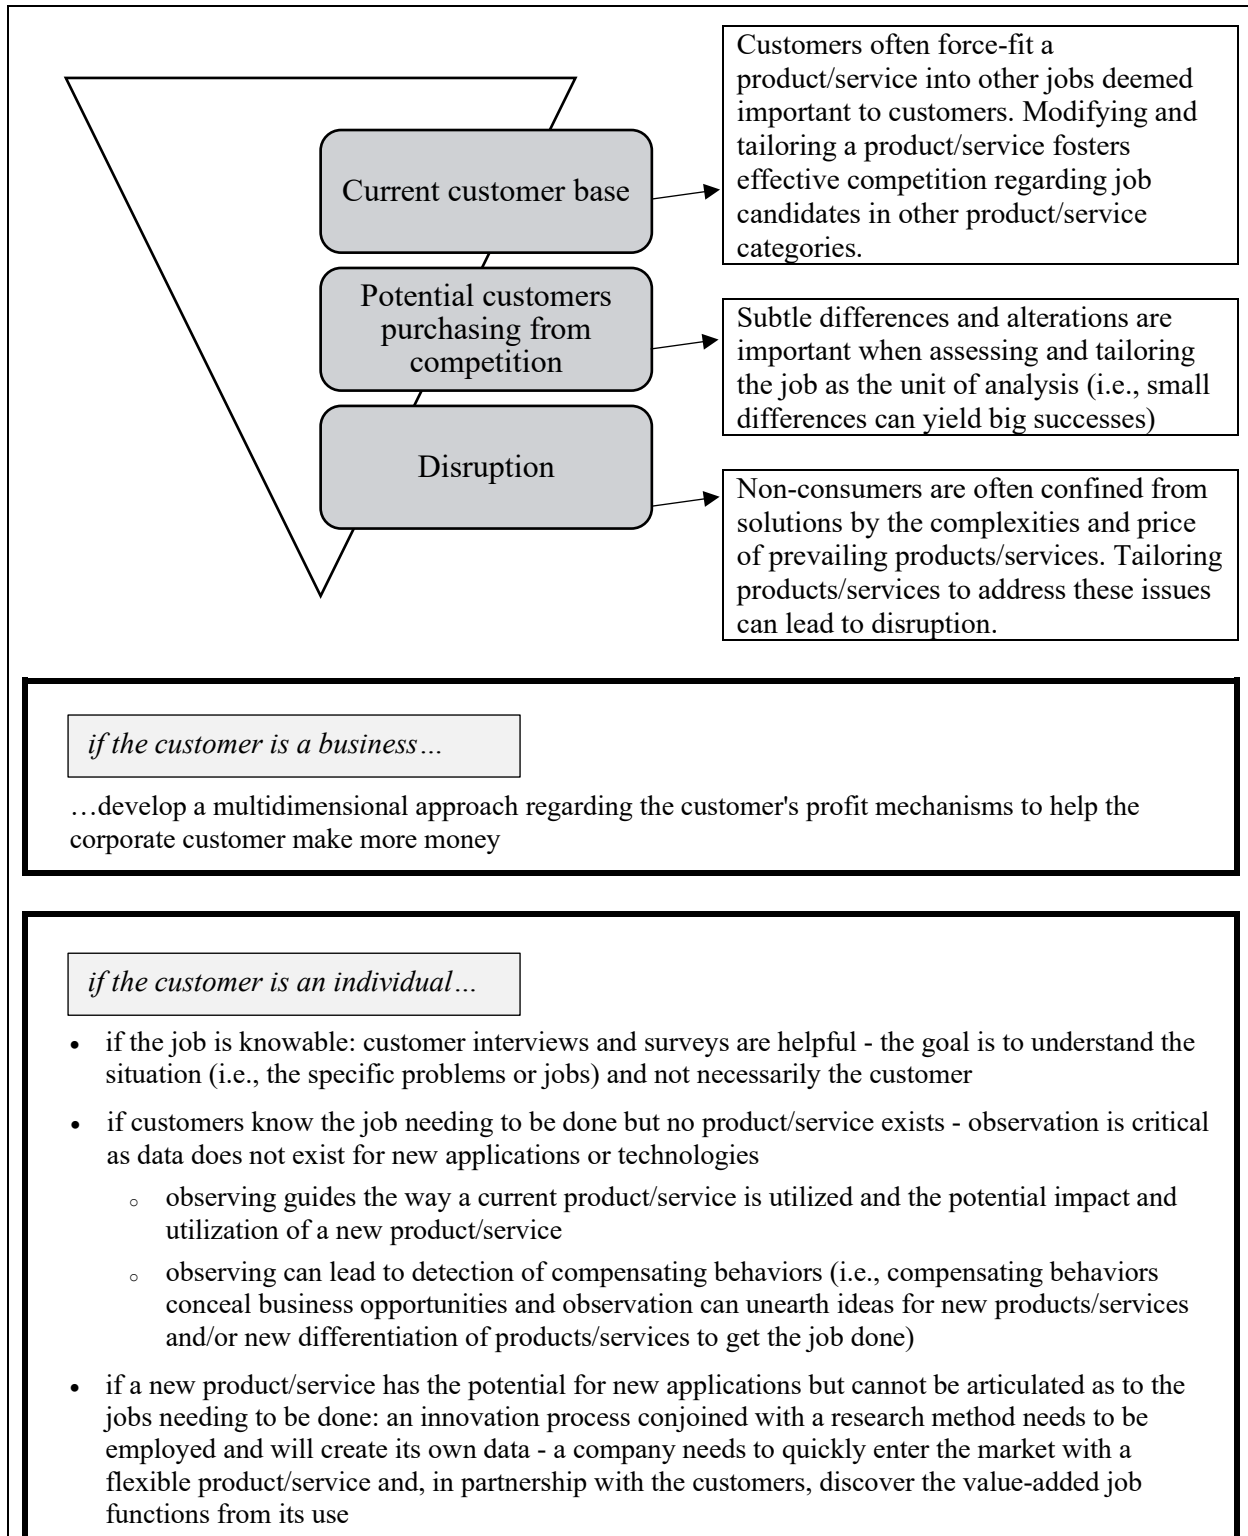 Current customer base
Customers often force-fit a
product/service into other jobs deemed
important to customers. Modifying and
tailoring a product/service fosters
effective competition regarding job
candidates in other product/service
categories.
Potential customers
purchasing from
competition
Subtle differences and alterations are
important when assessing and tailoring
the job as the unit of analysis (i.e., small
differences can yield big successes)
Disruption
Non-consumers are often confined from
solutions by the complexities and price
of prevailing products/services. Tailoring
products/services to address these issues
can lead to disruption.
if the customer is a business…
…develop a multidimensional approach regarding the customer's profit mechanisms to help the
corporate customer make more money
if the customer is an individual…
• if the job is knowable: customer interviews and surveys are helpful - the goal is to understand the
situation (i.e., the specific problems or jobs) and not necessarily the customer
• if customers know the job needing to be done but no product/service exists - observation is critical
as data does not exist for new applications or technologies
○ observing guides the way a current product/service is utilized and the potential impact and
utilization of a new product/service
○ observing can lead to detection of compensating behaviors (i.e., compensating behaviors
conceal business opportunities and observation can unearth ideas for new products/services
and/or new differentiation of products/services to get the job done)
• if a new product/service has the potential for new applications but cannot be articulated as to the
jobs needing to be done: an innovation process conjoined with a research method needs to be
employed and will create its own data - a company needs to quickly enter the market with a
flexible product/service and, in partnership with the customers, discover the value-added job
functions from its use